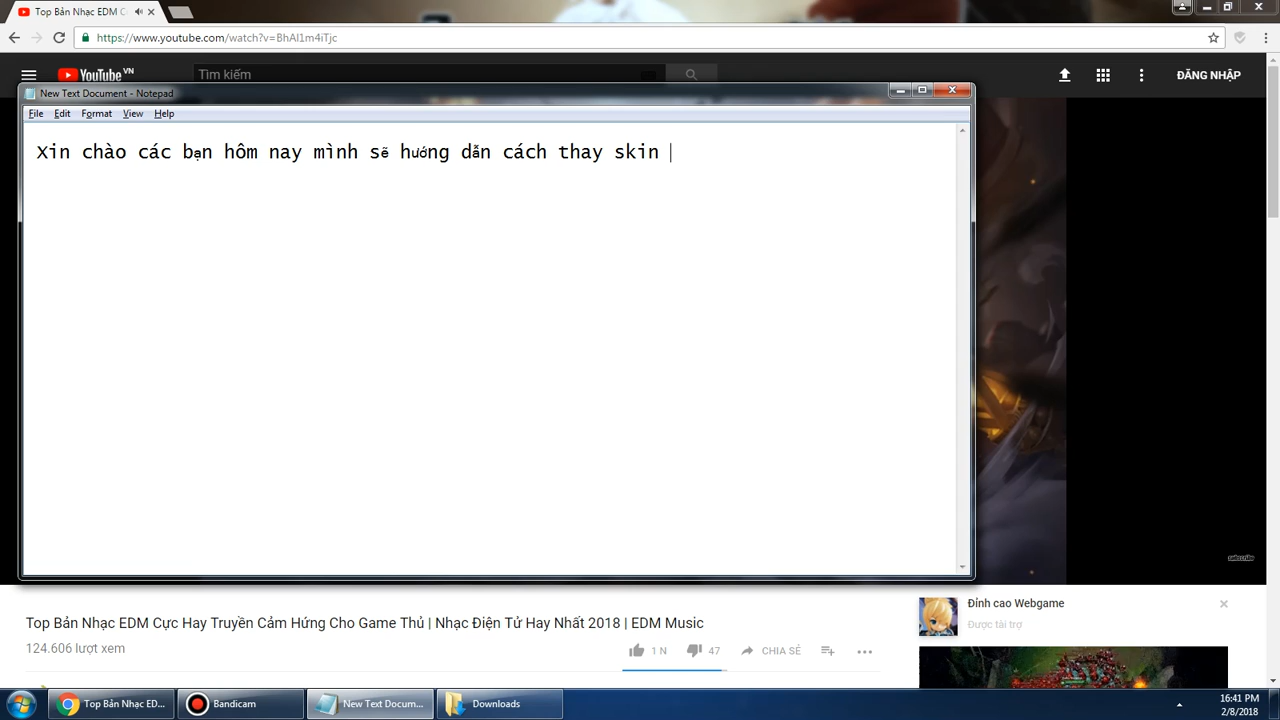 Top Bản Nhạc EDM C
https://www.youtube.com/watch?v=BhAl1m4iTjc
YouTube VN
Tìm kiếm
ĐĂNG NHẬP
New Text Document - Notepad
File Edit Format View Help
Xin chào các bạn hôm nay mình sẽ hướng dẫn cách thay skin
subscribe
Top Bản Nhạc EDM Cực Hay Truyền Cảm Hứng Cho Game Thủ | Nhạc Điện Tử Hay Nhất 2018 | EDM Music
124.606 lượt xem
1 N 47 CHIA SẺ
Đỉnh cao Webgame
Được tài trợ
Top Bản Nhạc ED... Bandicam New Text Docum... Downloads
16:41 PM
2/8/2018